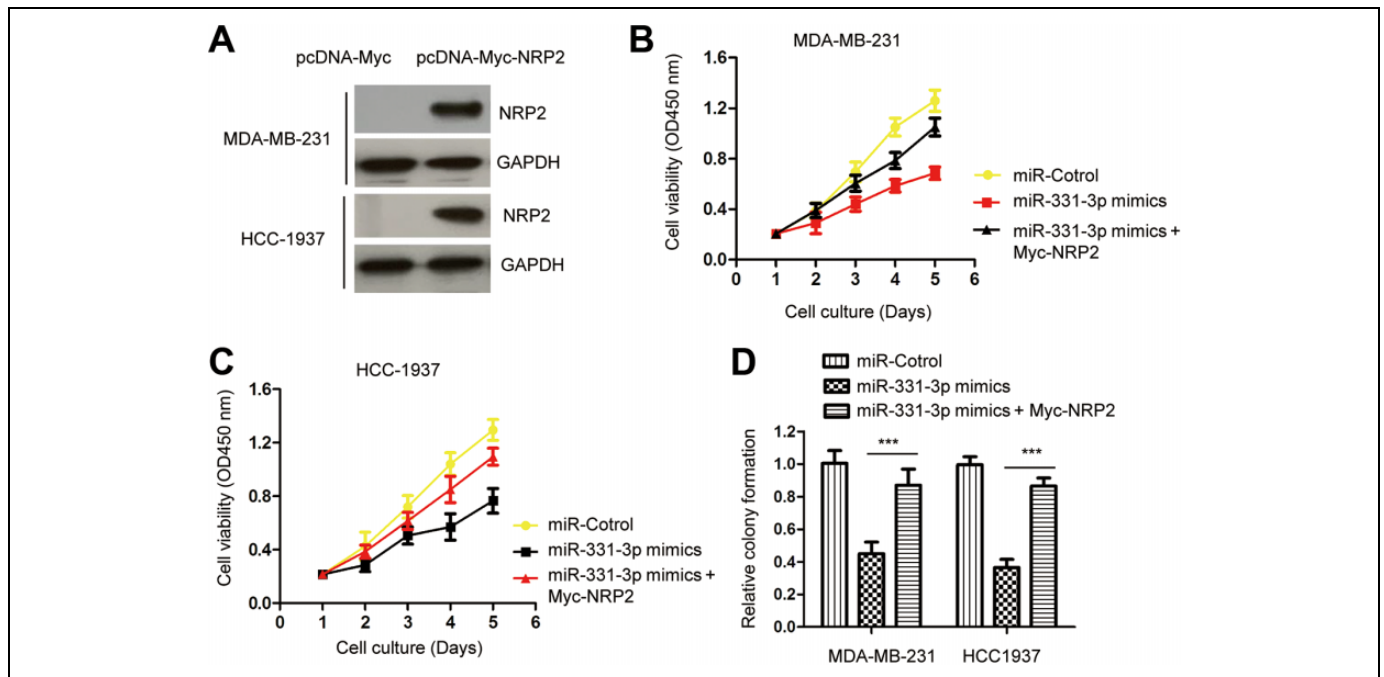 A
pcDNA-Myc pcDNA-Myc-NRP2
MDA-MB-231
NRP2
GAPDH
HCC-1937
NRP2
GAPDH
B
MDA-MB-231
Cell viability (OD450 nm)
1.6
1.2
0.8
0.4
0.0
0 1 2 3 4 5 6
Cell culture (Days)
miR-Cotrol
miR-331-3p mimics
miR-331-3p mimics +
Myc-NRP2
C
HCC-1937
Cell viability (OD450 nm)
1.6
1.2
0.8
0.4
0.0
0 1 2 3 4 5 6
Cell culture (Days)
miR-Cotrol
miR-331-3p mimics
miR-331-3p mimics +
Myc-NRP2
D
miR-Cotrol
miR-331-3p mimics
miR-331-3p mimics + Myc-NRP2
Relative colony formation
1.2
1.0
0.8
0.6
0.4
0.2
0.0
*** ***
MDA-MB-231 HCC1937